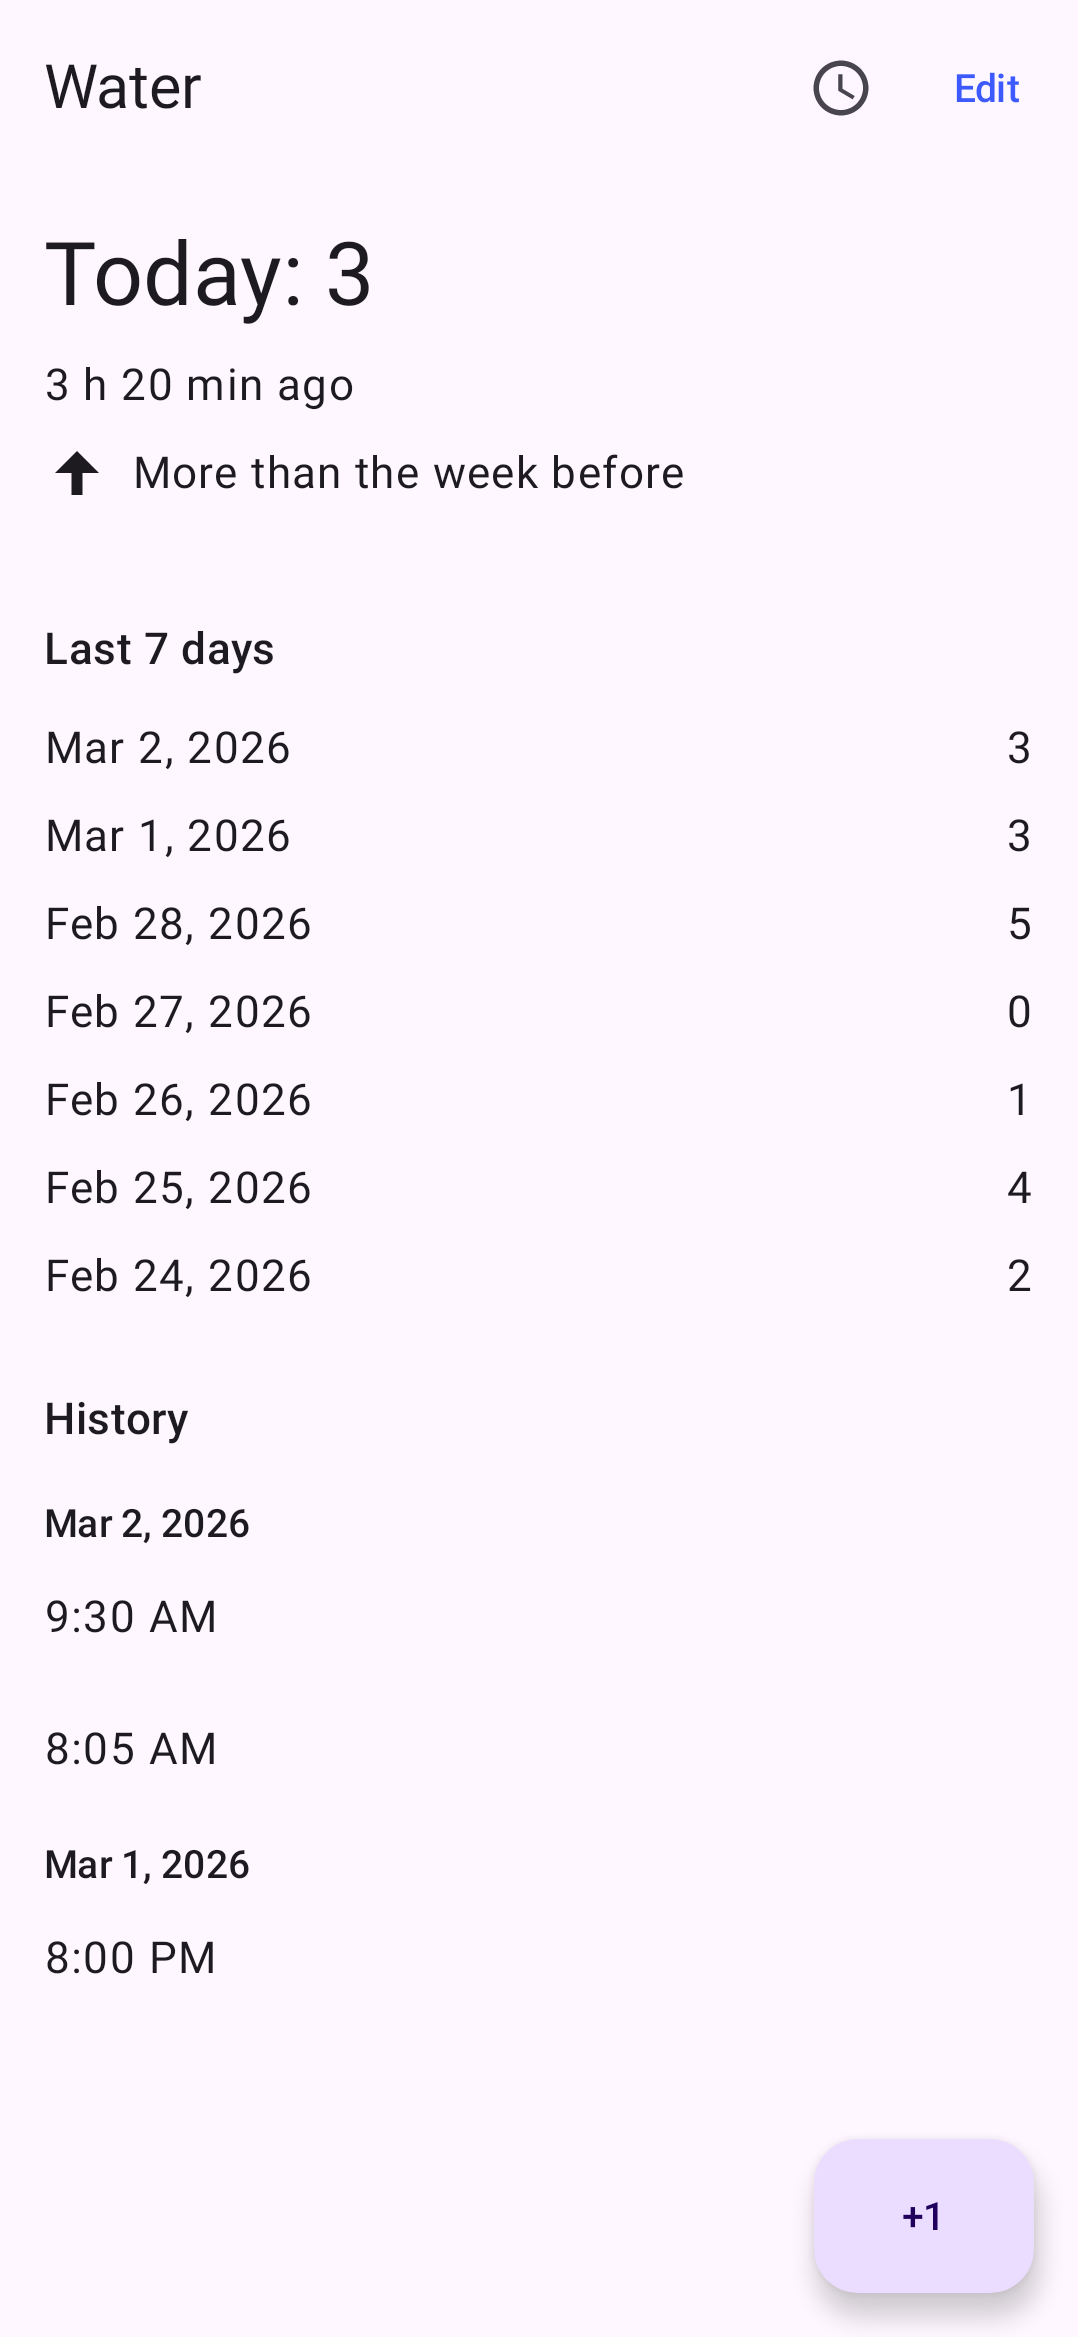 Water
Edit
Today: 3
3 h 20 min ago
More than the week before
Last 7 days
Mar 2, 2026 3
Mar 1, 2026 3
Feb 28, 2026 5
Feb 27, 2026 0
Feb 26, 2026 1
Feb 25, 2026 4
Feb 24, 2026 2
History
Mar 2, 2026
9:30 AM
8:05 AM
Mar 1, 2026
8:00 PM
+1